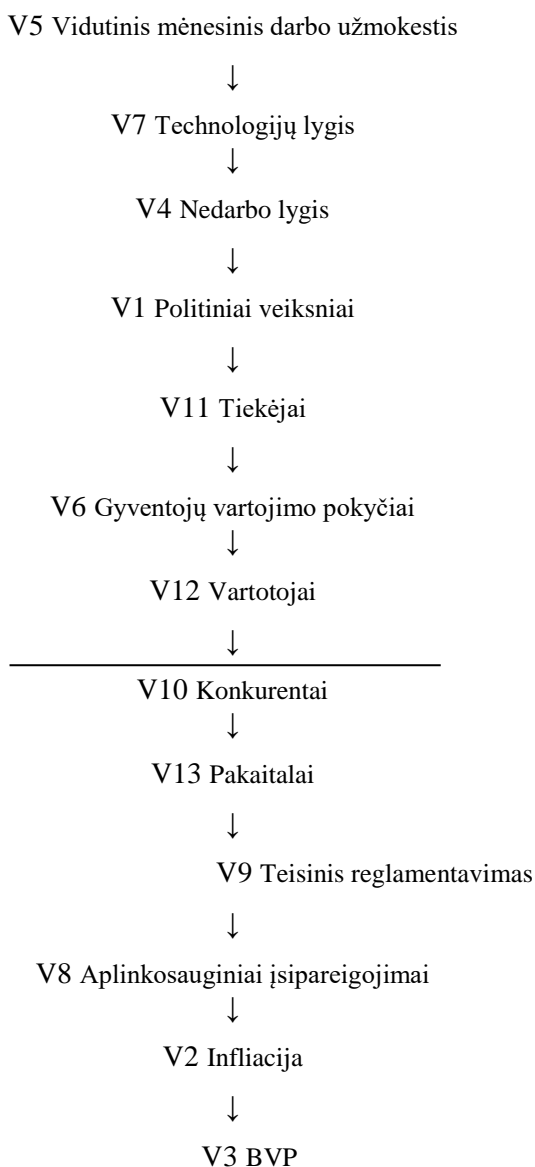 V5 Vidutinis mėnesinis darbo užmokestis
↓
V7 Technologijų lygis
↓
V4 Nedarbo lygis
↓
V1 Politiniai veiksniai
↓
V11 Tiekėjai
↓
V6 Gyventojų vartojimo pokyčiai
↓
V12 Vartotojai
↓
V10 Konkurentai
↓
V13 Pakaitalai
↓
V9 Teisinis reglamentavimas
↓
V8 Aplinkosauginiai įsipareigojimai
↓
V2 Infliacija
↓
V3 BVP